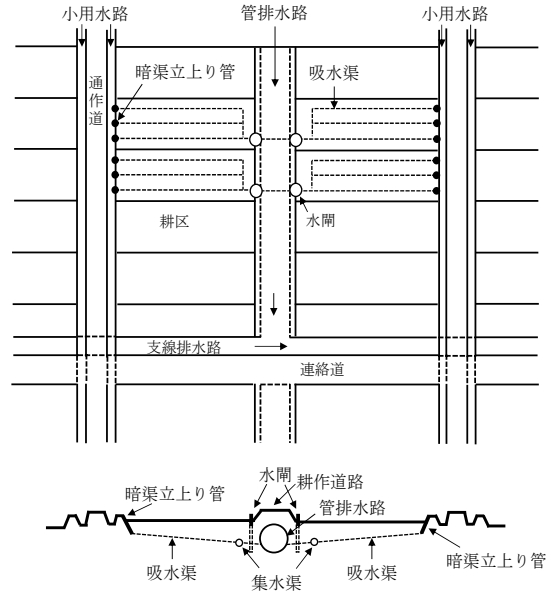 小用水路
管排水路
小用水路
通作道
暗渠立上り管
吸水渠
耕区
水閘
支線排水路
連絡道
水閘
耕作道路
暗渠立上り管
管排水路
吸水渠
集水渠
吸水渠
暗渠立上り管